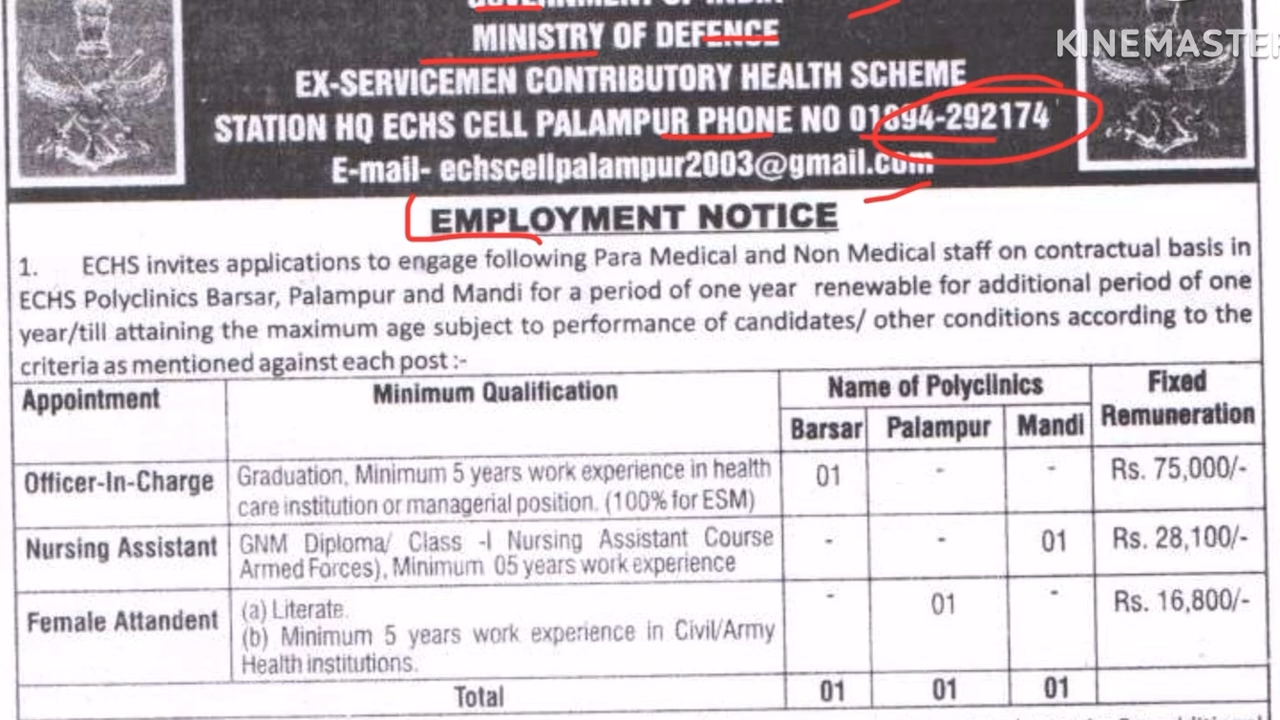 GOVERNMENT OF INDIA
MINISTRY OF DEFENCE
KINEMASTER
EX-SERVICEMEN CONTRIBUTORY HEALTH SCHEME
STATION HQ ECHS CELL PALAMPUR PHONE NO 01894-292174
E-mail- echscellpalampur2003@gmail.com
EMPLOYMENT NOTICE
1. ECHS invites applications to engage following Para Medical and Non Medical staff on contractual basis in
ECHS Polyclinics Barsar, Palampur and Mandi for a period of one year renewable for additional period of one
year/till attaining the maximum age subject to performance of candidates/ other conditions according to the
criteria as mentioned against each post :-
Appointment Minimum Qualification Name of Polyclinics Fixed Remuneration
Barsar Palampur Mandi
Officer-In-Charge Graduation, Minimum 5 years work experience in health 01 - - Rs. 75,000/-
care institution or managerial position. (100% for ESM)
Nursing Assistant GNM Diploma/ Class -I Nursing Assistant Course - - 01 Rs. 28,100/-
Armed Forces), Minimum 05 years work experience
Female Attendent (a) Literate. - 01 - Rs. 16,800/-
(b) Minimum 5 years work experience in Civil/Army
Health institutions.
Total 01 01 01